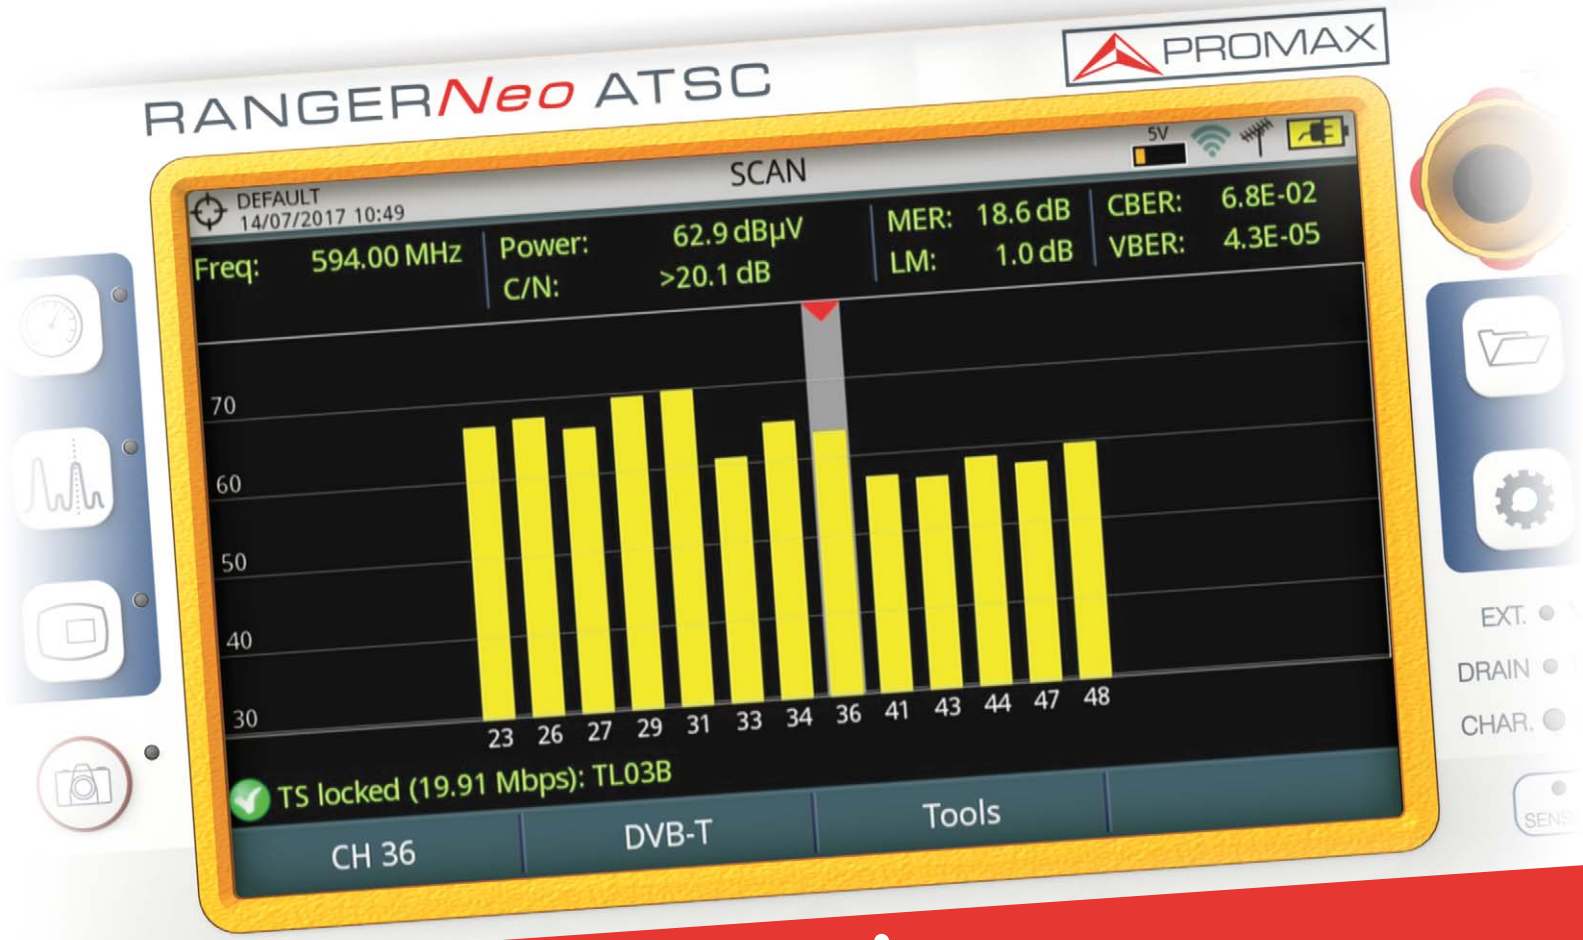 RANGERNeo ATSC
PROMAX
DEFAULT
14/07/2017 10:49
SCAN
5V
Freq: 594.00 MHz
Power: 62.9 dBµV
C/N: >20.1 dB
MER: 18.6 dB
LM: 1.0 dB
CBER: 6.8E-02
VBER: 4.3E-05
70
60
50
40
30
23 26 27 29 31 33 34 36 41 43 44 47 48
TS locked (19.91 Mbps): TL03B
CH 36
DVB-T
Tools
EXT.
DRAIN
CHAR.